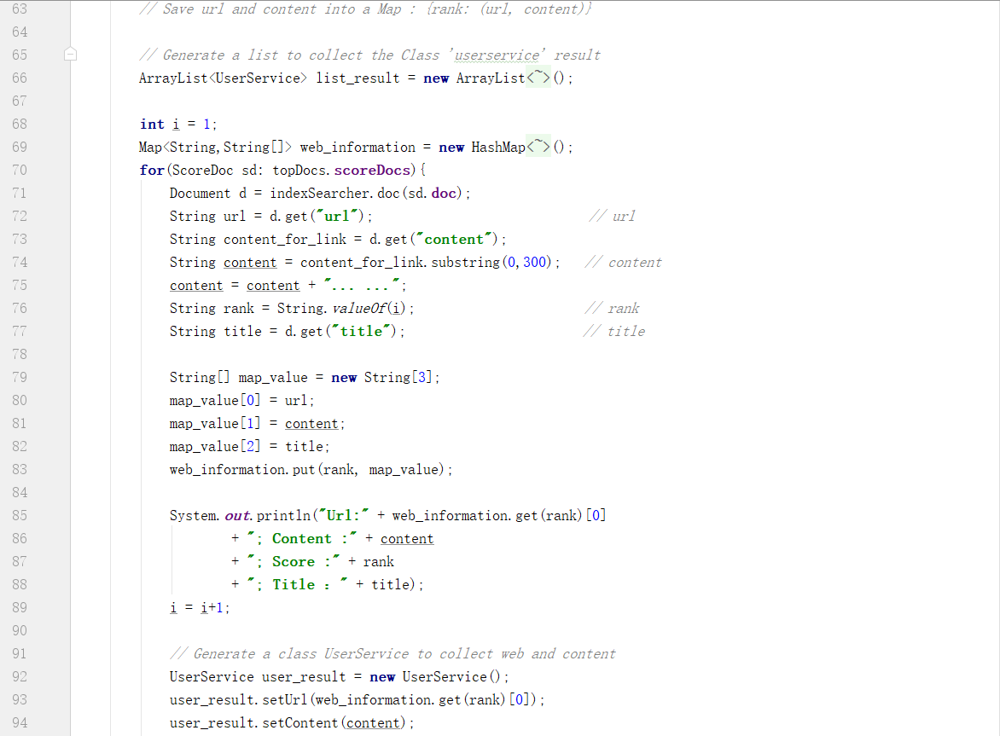 63 // Save url and content into a Map : {rank: (url, content)}
64
65 // Generate a list to collect the Class 'userservice' result
66 ArrayList<UserService> list_result = new ArrayList<~>();
67
68 int i = 1;
69 Map<String,String[]> web_information = new HashMap<~>();
70 for(ScoreDoc sd: topDocs.scoreDocs){
71 Document d = indexSearcher.doc(sd.doc);
72 String url = d.get("url"); // url
73 String content_for_link = d.get("content");
74 String content = content_for_link.substring(0,300); // content
75 content = content + "... ...";
76 String rank = String.valueOf(i); // rank
77 String title = d.get("title"); // title
78
79 String[] map_value = new String[3];
80 map_value[0] = url;
81 map_value[1] = content;
82 map_value[2] = title;
83 web_information.put(rank, map_value);
84
85 System.out.println("Url:" + web_information.get(rank)[0]
86 + "; Content :" + content
87 + "; Score :" + rank
88 + "; Title : " + title);
89 i = i+1;
90
91 // Generate a class UserService to collect web and content
92 UserService user_result = new UserService();
93 user_result.setUrl(web_information.get(rank)[0]);
94 user_result.setContent(content);